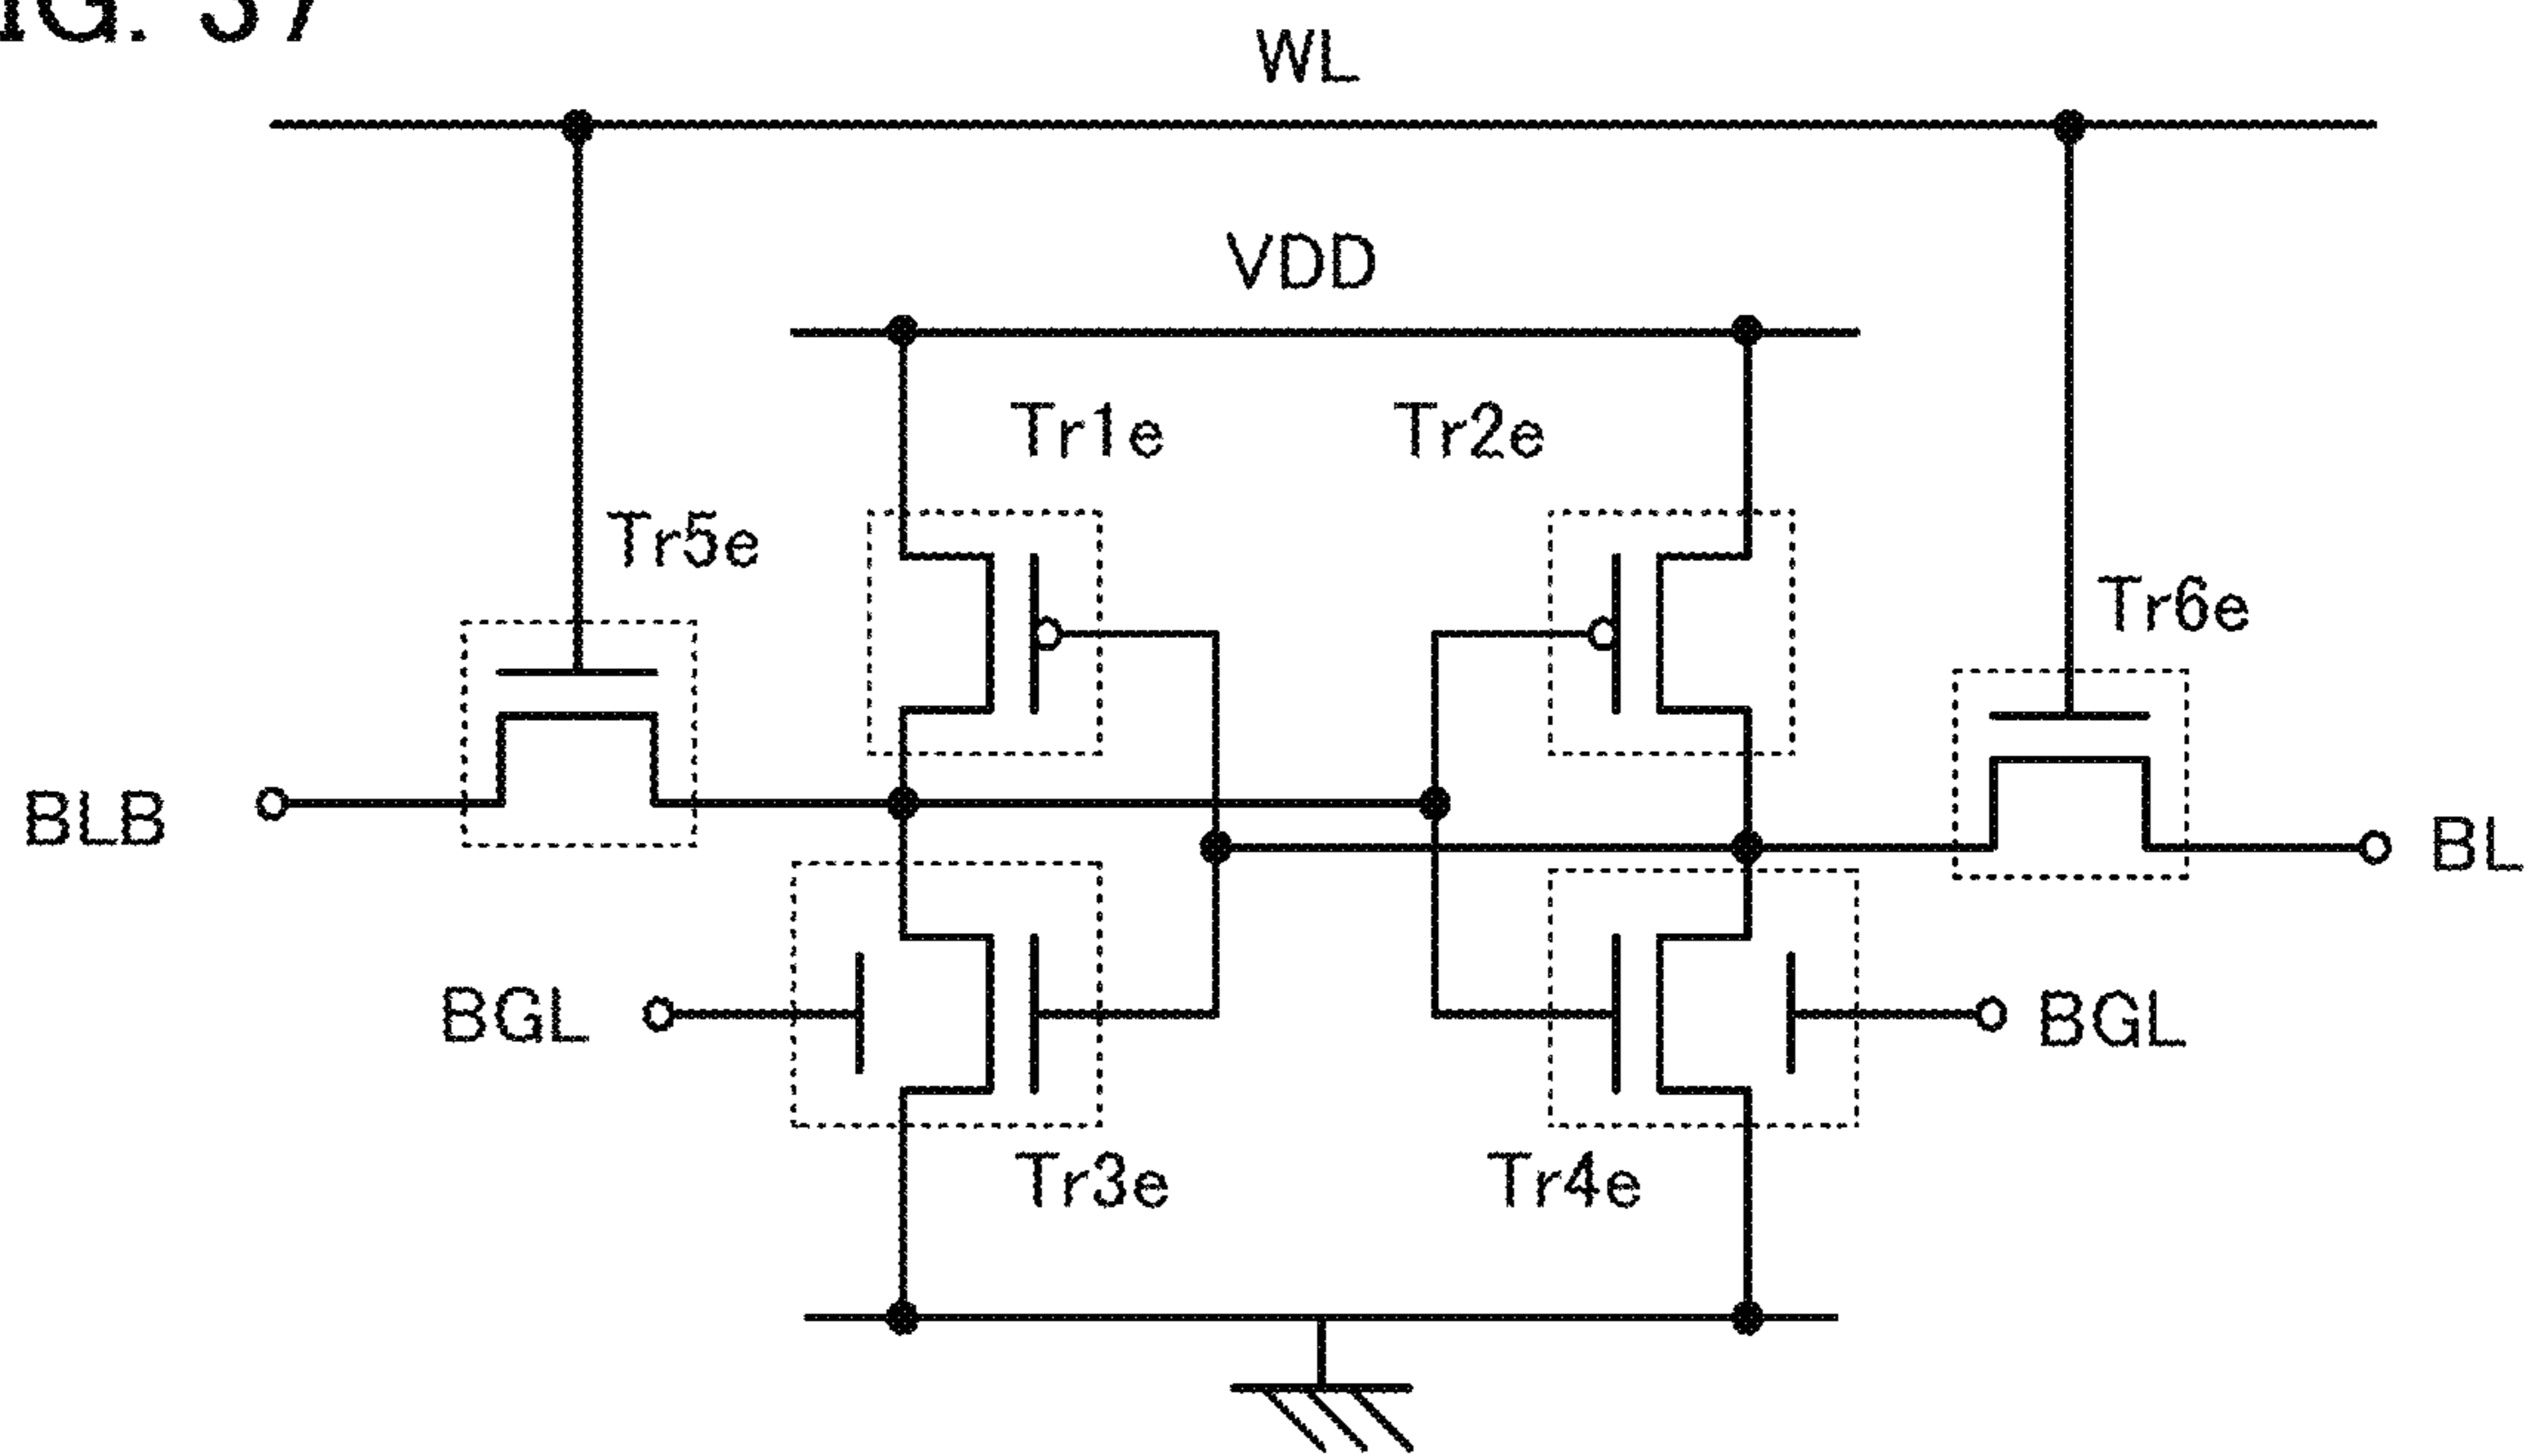 IG. 37
WL
VDD
Tr1e
Tr2e
Tr5e
Tr6e
BLB
BL
BGL
BGL
Tr3e
Tr4e